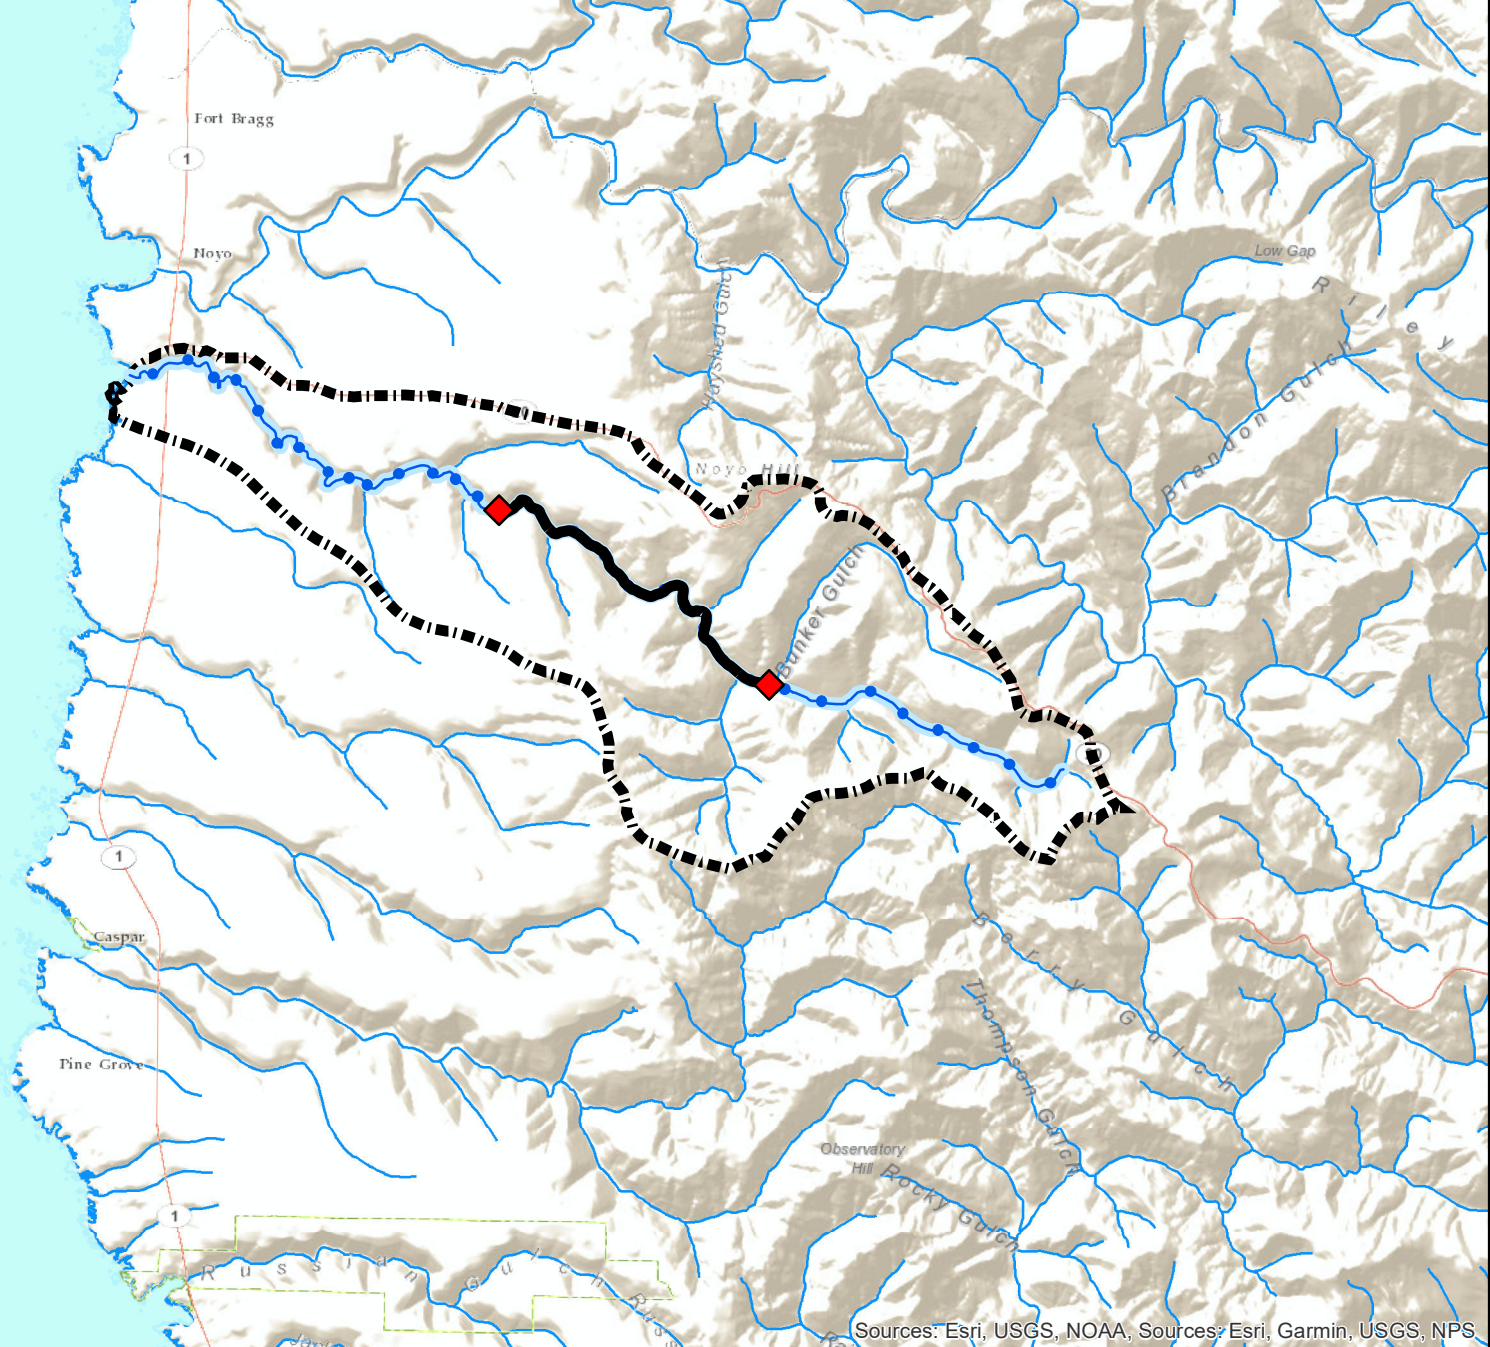 Fort Bragg
1
Noyo
Low Gap
Riley
Hayshed Gulch
Brandon Gulch
Noyo Hill
Bunker Gulch
1
Caspar
Berry Gulch
Thompson Gulch
Pine Grove
Observatory
Hill
Rocky Gulch
1
Russian Gulch
Russ
Sources: Esri, USGS, NOAA, Sources: Esri, Garmin, USGS, NPS